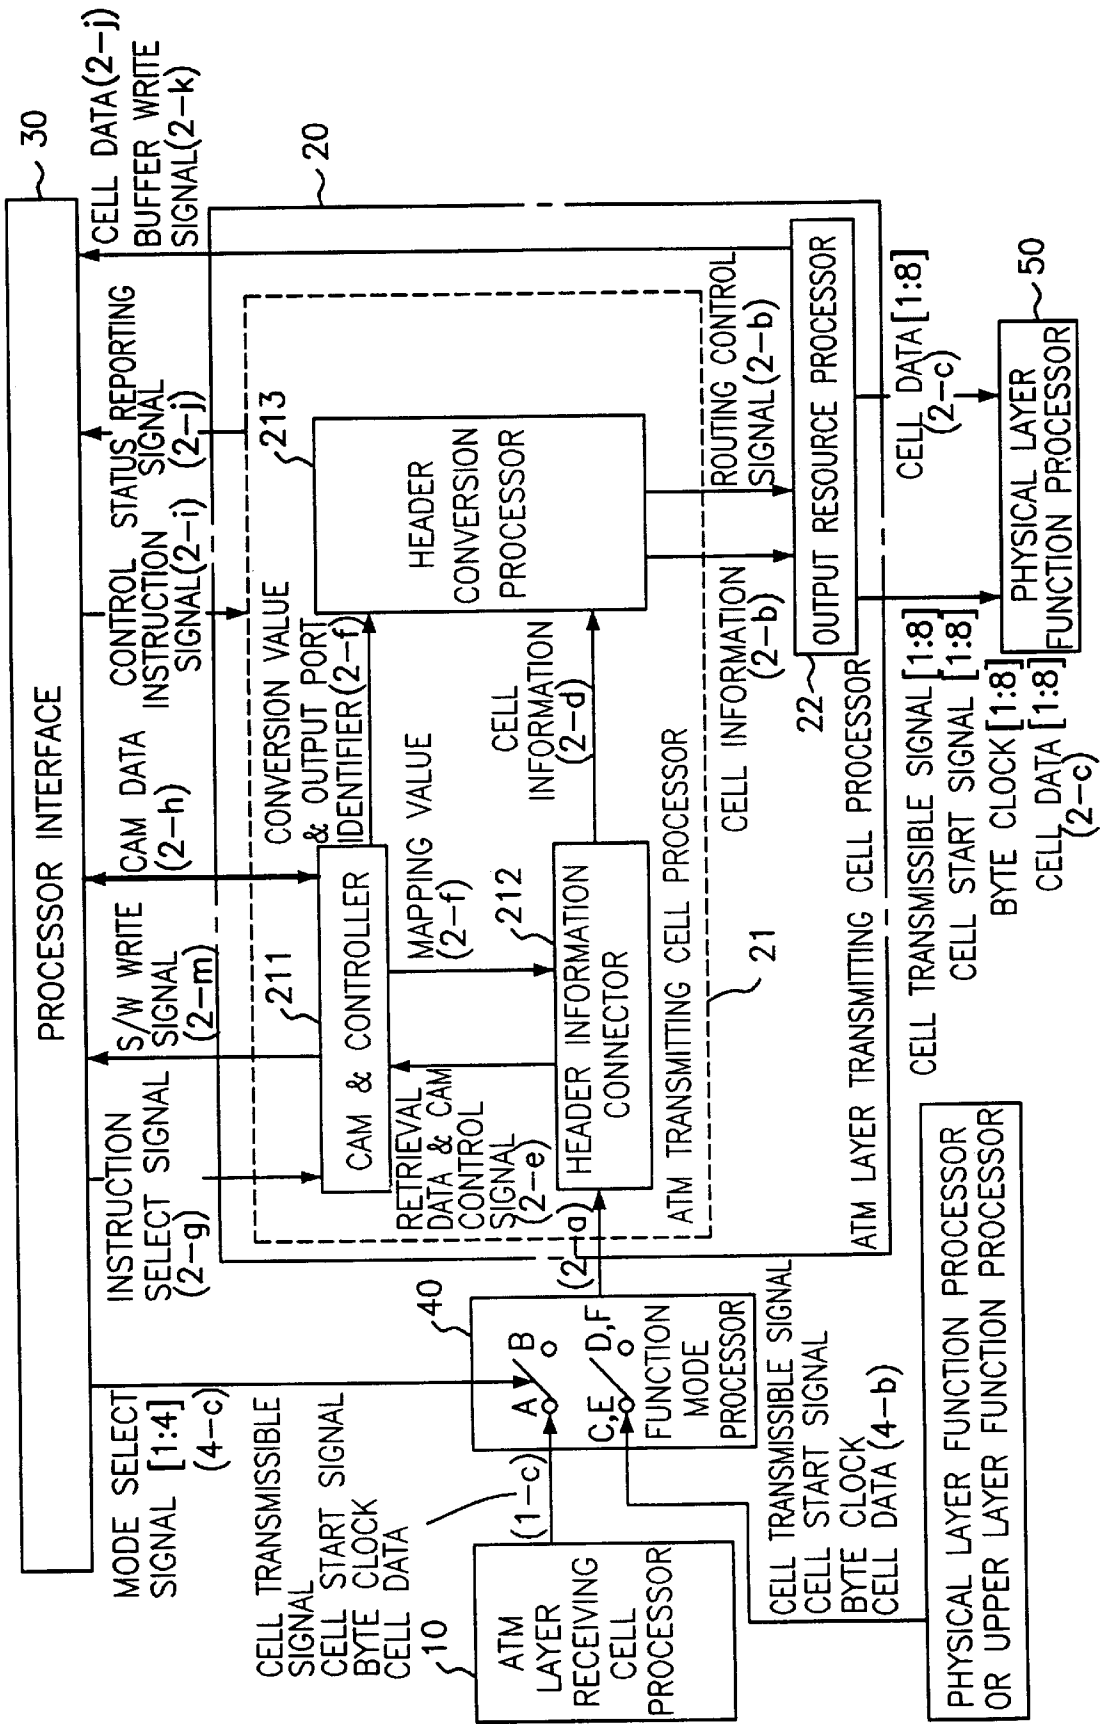 PROCESSOR INTERFACE
30
MODE SELECT
SIGNAL [1:4]
(4-c)
INSTRUCTION
SELECT SIGNAL
(2-g)
S/W WRITE
SIGNAL
(2-m)
CAM DATA
(2-h)
CONTROL
INSTRUCTION
SIGNAL(2-i)
STATUS REPORTING
SIGNAL
(2-j)
CELL DATA(2-j)
BUFFER WRITE
SIGNAL(2-k)
20
211
CAM & CONTROLLER
CONVERSION VALUE
& OUTPUT PORT
IDENTIFIER(2-f)
213
HEADER
CONVERSION
PROCESSOR
RETRIEVAL
DATA & CAM
CONTROL
SIGNAL
(2-e)
MAPPING VALUE
(2-f)
212
HEADER INFORMATION
CONNECTOR
CELL
INFORMATION
(2-d)
ATM TRANSMITTING CELL PROCESSOR
21
CELL INFORMATION
(2-b)
ROUTING CONTROL
SIGNAL(2-b)
22
OUTPUT RESOURCE PROCESSOR
ATM LAYER TRANSMITTING CELL PROCESSOR
CELL TRANSMISSIBLE
SIGNAL
CELL START SIGNAL
BYTE CLOCK
CELL DATA
10
ATM
LAYER
RECEIVING
CELL
PROCESSOR
(1-c)
40
A
B
C,E
D,F
FUNCTION
MODE
PROCESSOR
(2-a)
CELL TRANSMISSIBLE SIGNAL
CELL START SIGNAL
BYTE CLOCK
CELL DATA(4-b)
PHYSICAL LAYER FUNCTION PROCESSOR
OR UPPER LAYER FUNCTION PROCESSOR
CELL TRANSMISSIBLE SIGNAL[1:8]
CELL START SIGNAL[1:8]
BYTE CLOCK[1:8]
CELL DATA[1:8]
(2-c)
CELL DATA[1:8]
(2-c)
50
PHYSICAL LAYER
FUNCTION PROCESSOR